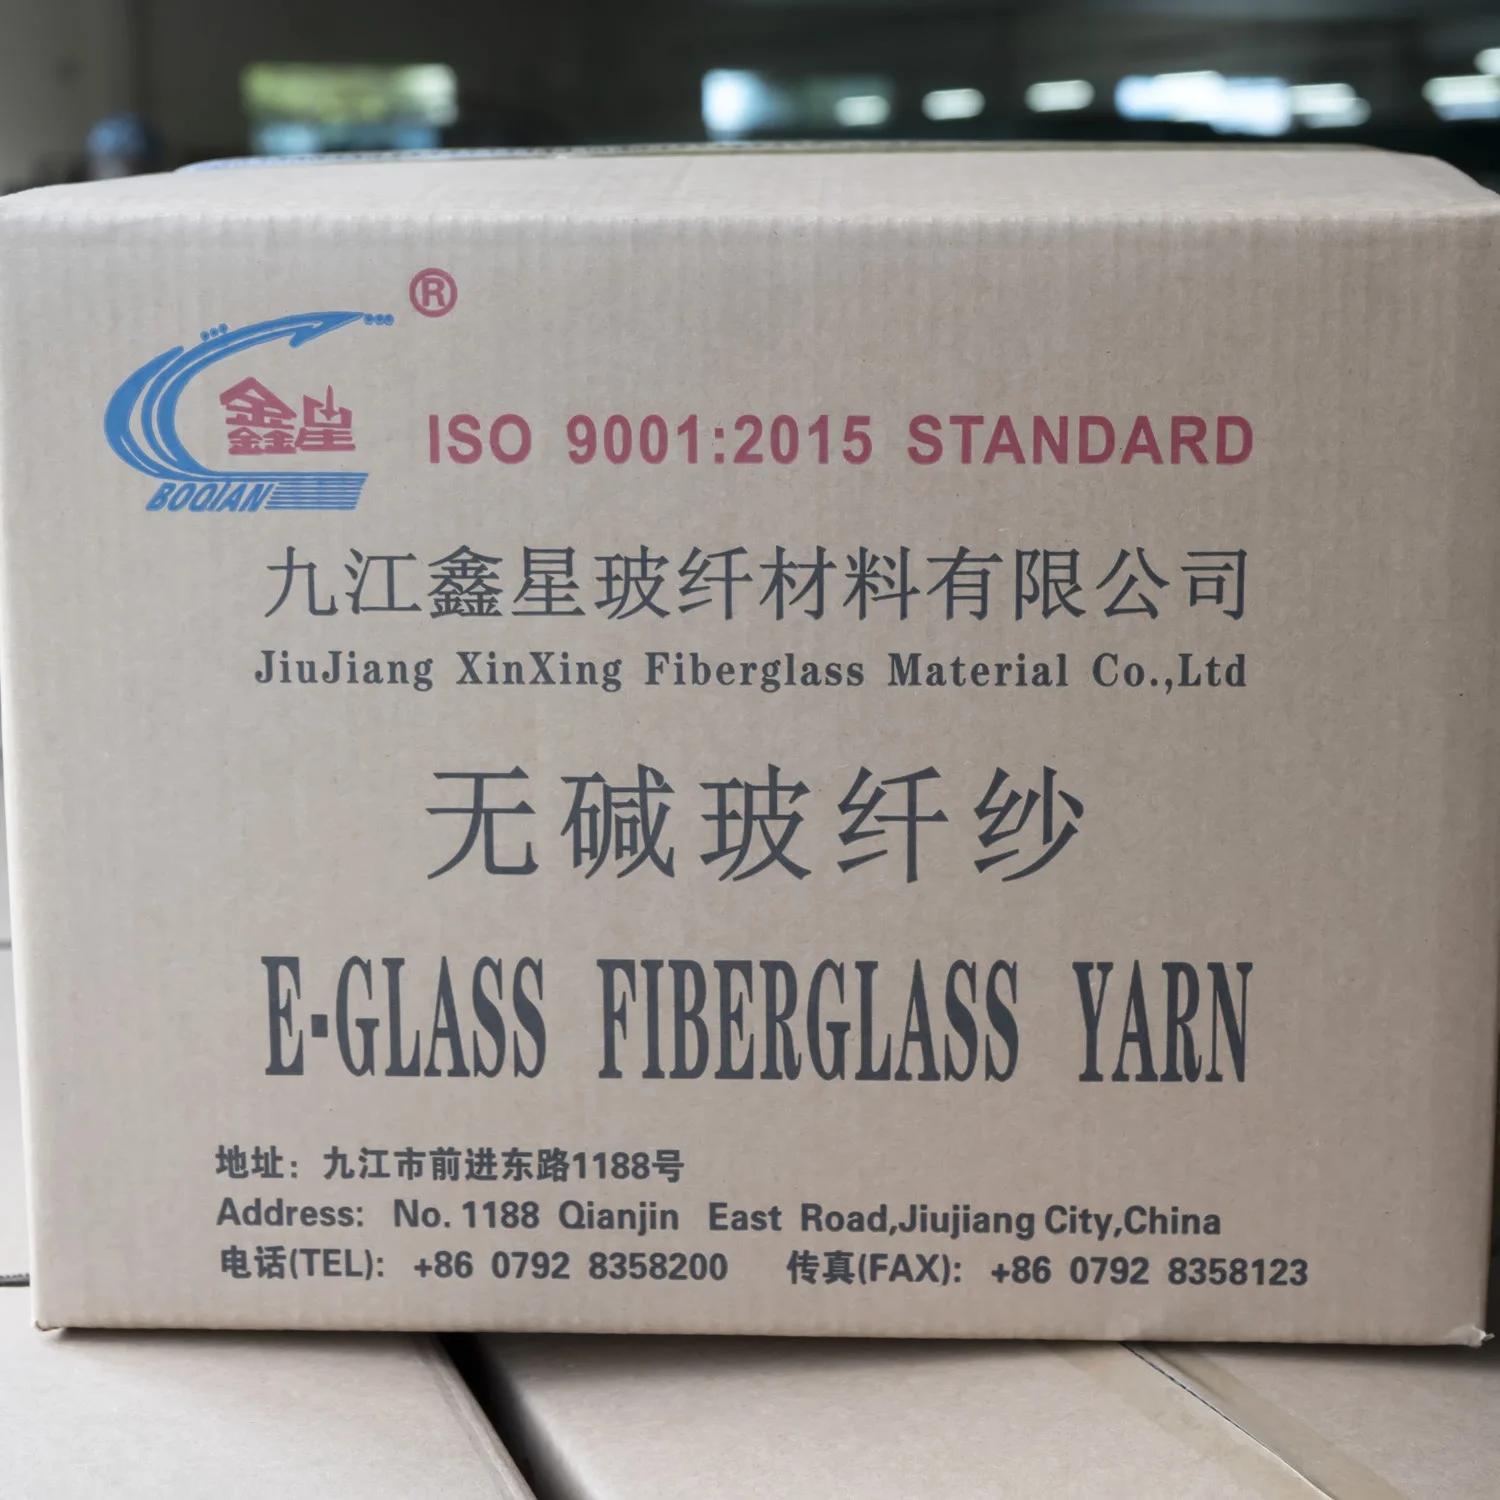 ®
鑫星
BOQIAN
ISO 9001:2015 STANDARD
九江鑫星玻纤材料有限公司
JiuJiang XinXing Fiberglass Material Co.,Ltd
无碱玻纤纱
E-GLASS FIBERGLASS YARN
地址：九江市前进东路1188号
Address: No. 1188 Qianjin East Road,Jiujiang City,China
电话(TEL): +86 0792 8358200 传真(FAX): +86 0792 8358123